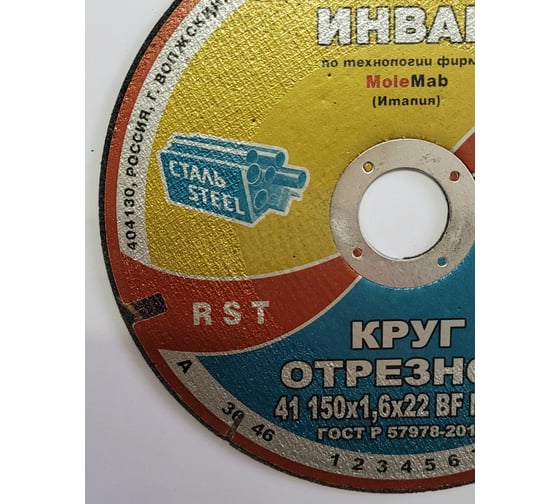 ИНВА
по технологии фирм
MoleMab
(Италия)
404130, РОССИЯ, г. ВОЛЖСКИЙ
СТАЛЬ
STEEL
R S T
КРУГ
ОТРЕЗНО
41 150x1,6x22 BF
ГОСТ Р 57978-201
A 30 46
1 2 3 4 5 6